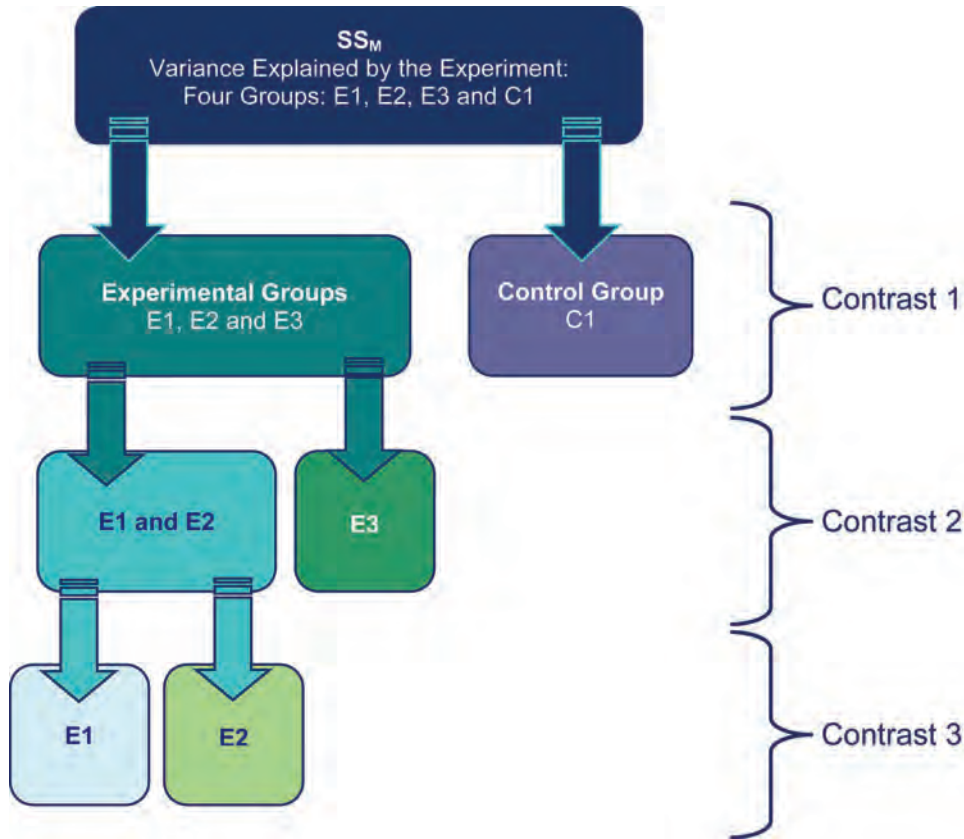 SSM
Variance Explained by the Experiment:
Four Groups: E1, E2, E3 and C1
Experimental Groups
E1, E2 and E3
Control Group
C1
Contrast 1
E1 and E2
E3
Contrast 2
E1
E2
Contrast 3